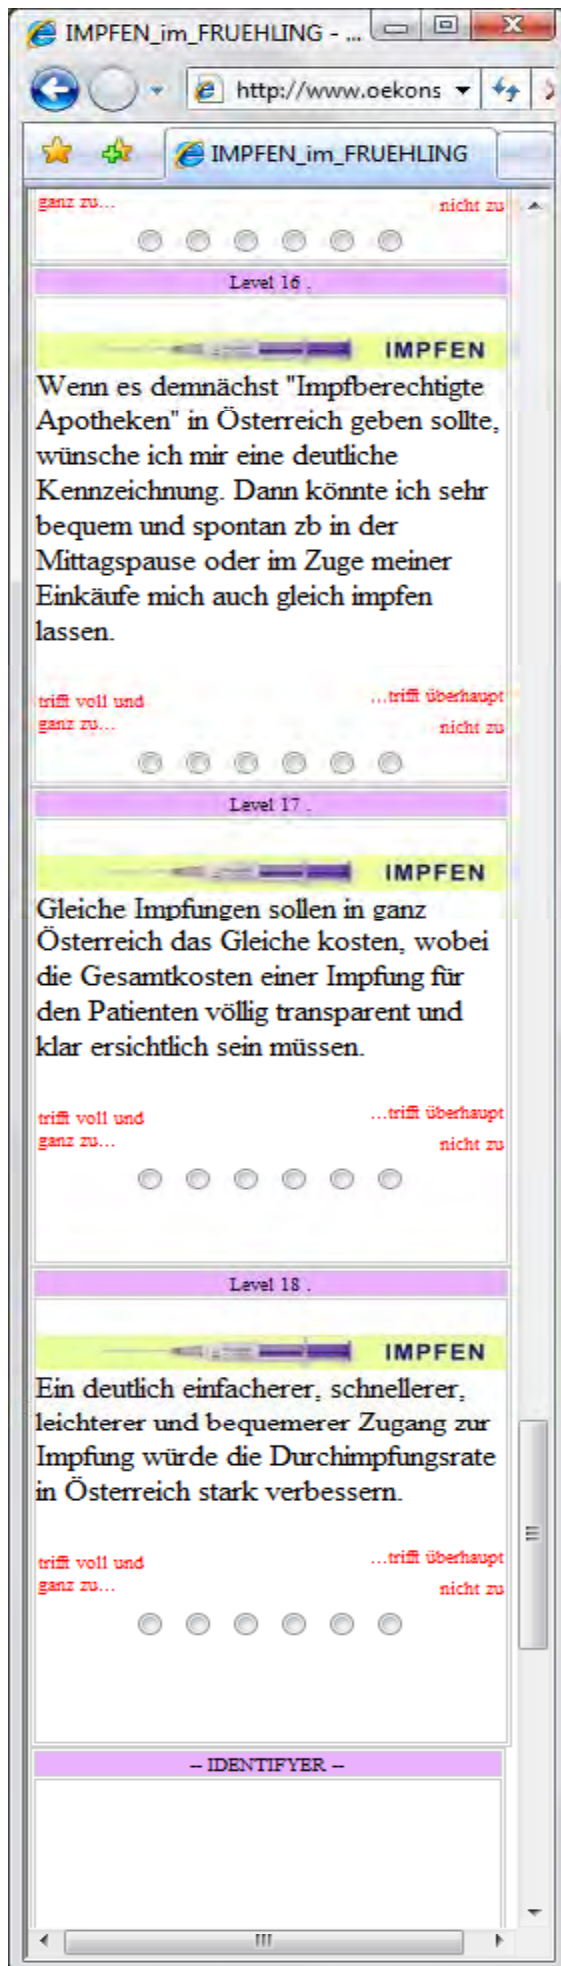 IMPFEN_im_FRUEHLING - ...
http://www.oekons
IMPFEN_im_FRUEHLING
ganz zu... nicht zu
Level 16 .
IMPFEN
Wenn es demnächst "Impfberechtigte
Apotheken" in Österreich geben sollte,
wünsche ich mir eine deutliche
Kennzeichnung. Dann könnte ich sehr
bequem und spontan zb in der
Mittagspause oder im Zuge meiner
Einkäufe mich auch gleich impfen
lassen.
trifft voll und ...trifft überhaupt
ganz zu... nicht zu
Level 17 .
IMPFEN
Gleiche Impfungen sollen in ganz
Österreich das Gleiche kosten, wobei
die Gesamtkosten einer Impfung für
den Patienten völlig transparent und
klar ersichtlich sein müssen.
trifft voll und ...trifft überhaupt
ganz zu... nicht zu
Level 18 .
IMPFEN
Ein deutlich einfacherer, schnellerer,
leichterer und bequemerer Zugang zur
Impfung würde die Durchimpfungsrate
in Österreich stark verbessern.
trifft voll und ...trifft überhaupt
ganz zu... nicht zu
-- IDENTIFYER --